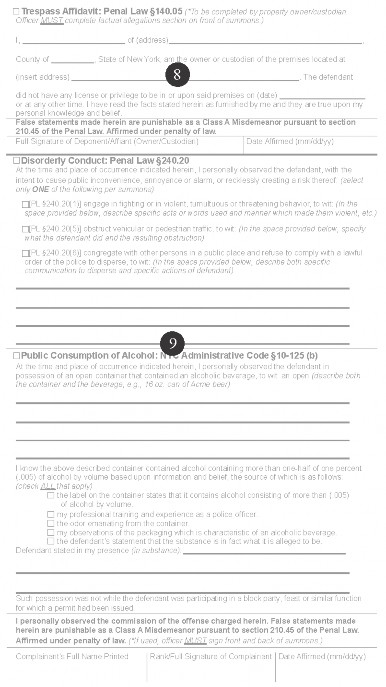 ☐ Trespass Affidavit: Penal Law §140.05 (*To be completed by property owner/custodian.
Officer MUST complete factual allegations section on front of summons.)
I, of (address)
County of , State of New York, am the owner or custodian of the premises located at
8
(insert address) . The defendant
did not have any license or privilege to be in or upon said premises on (date)
or at any other time. I have read the facts stated herein as furnished by me and they are true upon my
personal knowledge and belief.
False statements made herein are punishable as a Class A Misdemeanor pursuant to section
210.45 of the Penal Law. Affirmed under penalty of law.
Full Signature of Deponent/Affiant (Owner/Custodian) Date Affirmed (mm/dd/yy)
☐ Disorderly Conduct: Penal Law §240.20
At the time and place of occurrence indicated herein, I personally observed the defendant, with the
intent to cause public inconvenience, annoyance or alarm, or recklessly creating a risk thereof: (select
only ONE of the following per summons)
☐ [PL §240.20(1)] engage in fighting or in violent, tumultuous or threatening behavior, to wit: (In the
space provided below, describe specific acts or words used and manner which made them violent, etc.)
☐ [PL §240.20(5)] obstruct vehicular or pedestrian traffic, to wit: (In the space provided below, specify
what the defendant did and the resulting obstruction)
☐ [PL §240.20(6)] congregate with other persons in a public place and refuse to comply with a lawful
order of the police to disperse, to wit: (In the space provided below, describe both specific
communication to disperse and specific actions of defendant)
9
☐ Public Consumption of Alcohol: NYC Administrative Code §10-125 (b)
At the time and place of occurrence indicated herein, I personally observed the defendant in
possession of an open container that contained an alcoholic beverage, to wit: an open (describe both
the container and the beverage, e.g., 16 oz. can of Acme beer)
I know the above described container contained alcohol containing more than one-half of one percent
(.005) of alcohol by volume based upon information and belief, the source of which is as follows:
(check ALL that apply)
☐ the label on the container states that it contains alcohol consisting of more than (.005)
of alcohol by volume.
☐ my professional training and experience as a police officer.
☐ the odor emanating from the container.
☐ my observations of the packaging which is characteristic of an alcoholic beverage.
☐ the defendant's statement that the substance is in fact what it is alleged to be.
Defendant stated in my presence (in substance):
Such possession was not while the defendant was participating in a block party, feast or similar function
for which a permit had been issued.
I personally observed the commission of the offense charged herein. False statements made
herein are punishable as a Class A Misdemeanor pursuant to section 210.45 of the Penal Law.
Affirmed under penalty of law. (*If used, officer MUST sign front and back of summons.)
Complainant's Full Name Printed Rank/Full Signature of Complainant Date Affirmed (mm/dd/yy)